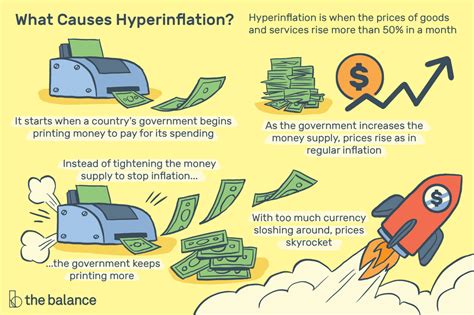 What Causes Hyperinflation?
Hyperinflation is when the prices of goods
and services rise more than 50% in a month
It starts when a country's government begins
printing money to pay for its spending
$
As the government increases the
money supply, prices rise as in
regular inflation
Instead of tightening the money
supply to stop inflation...
...the government keeps
printing more
With too much currency
sloshing around, prices
skyrocket
$
the balance